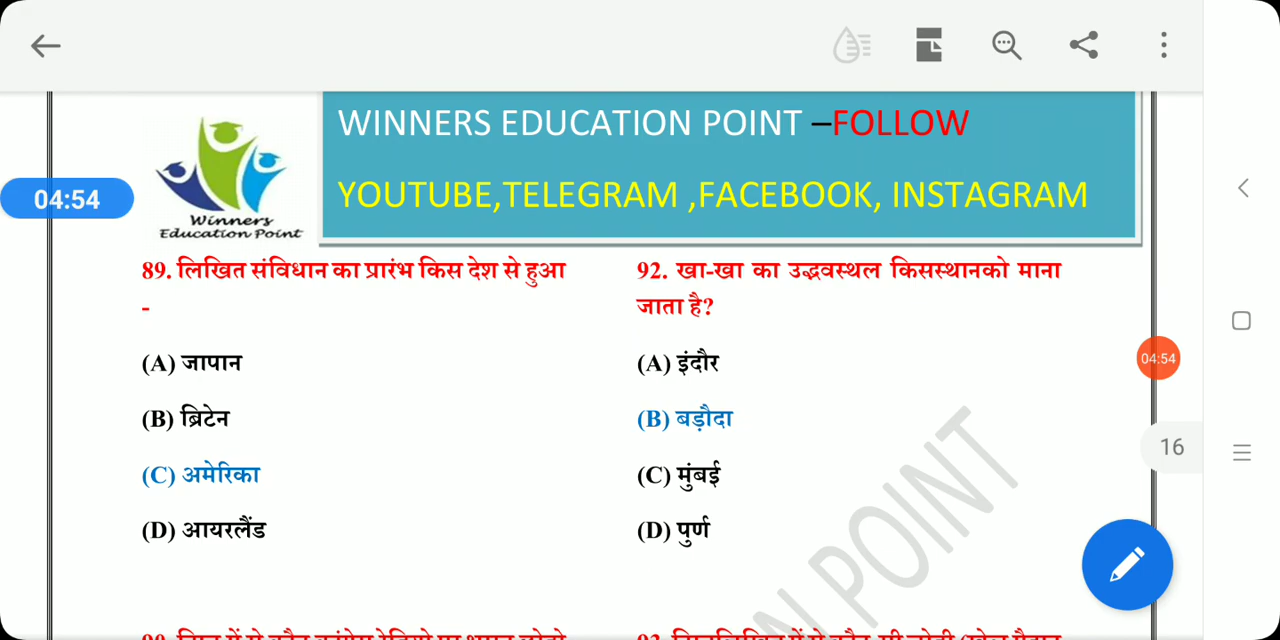 WINNERS EDUCATION POINT –FOLLOW
YOUTUBE,TELEGRAM ,FACEBOOK, INSTAGRAM
Winners
Education Point
04:54
89. लिखित संविधान का प्रारंभ किस देश से हुआ
-
(A) जापान
(B) ब्रिटेन
(C) अमेरिका
(D) आयरलैंड
92. खा-खा का उद्भवस्थल किसस्थानको माना
जाता है?
(A) इंदौर
(B) बड़ौदा
(C) मुंबई
(D) पुर्ण
04:54
16
POINT